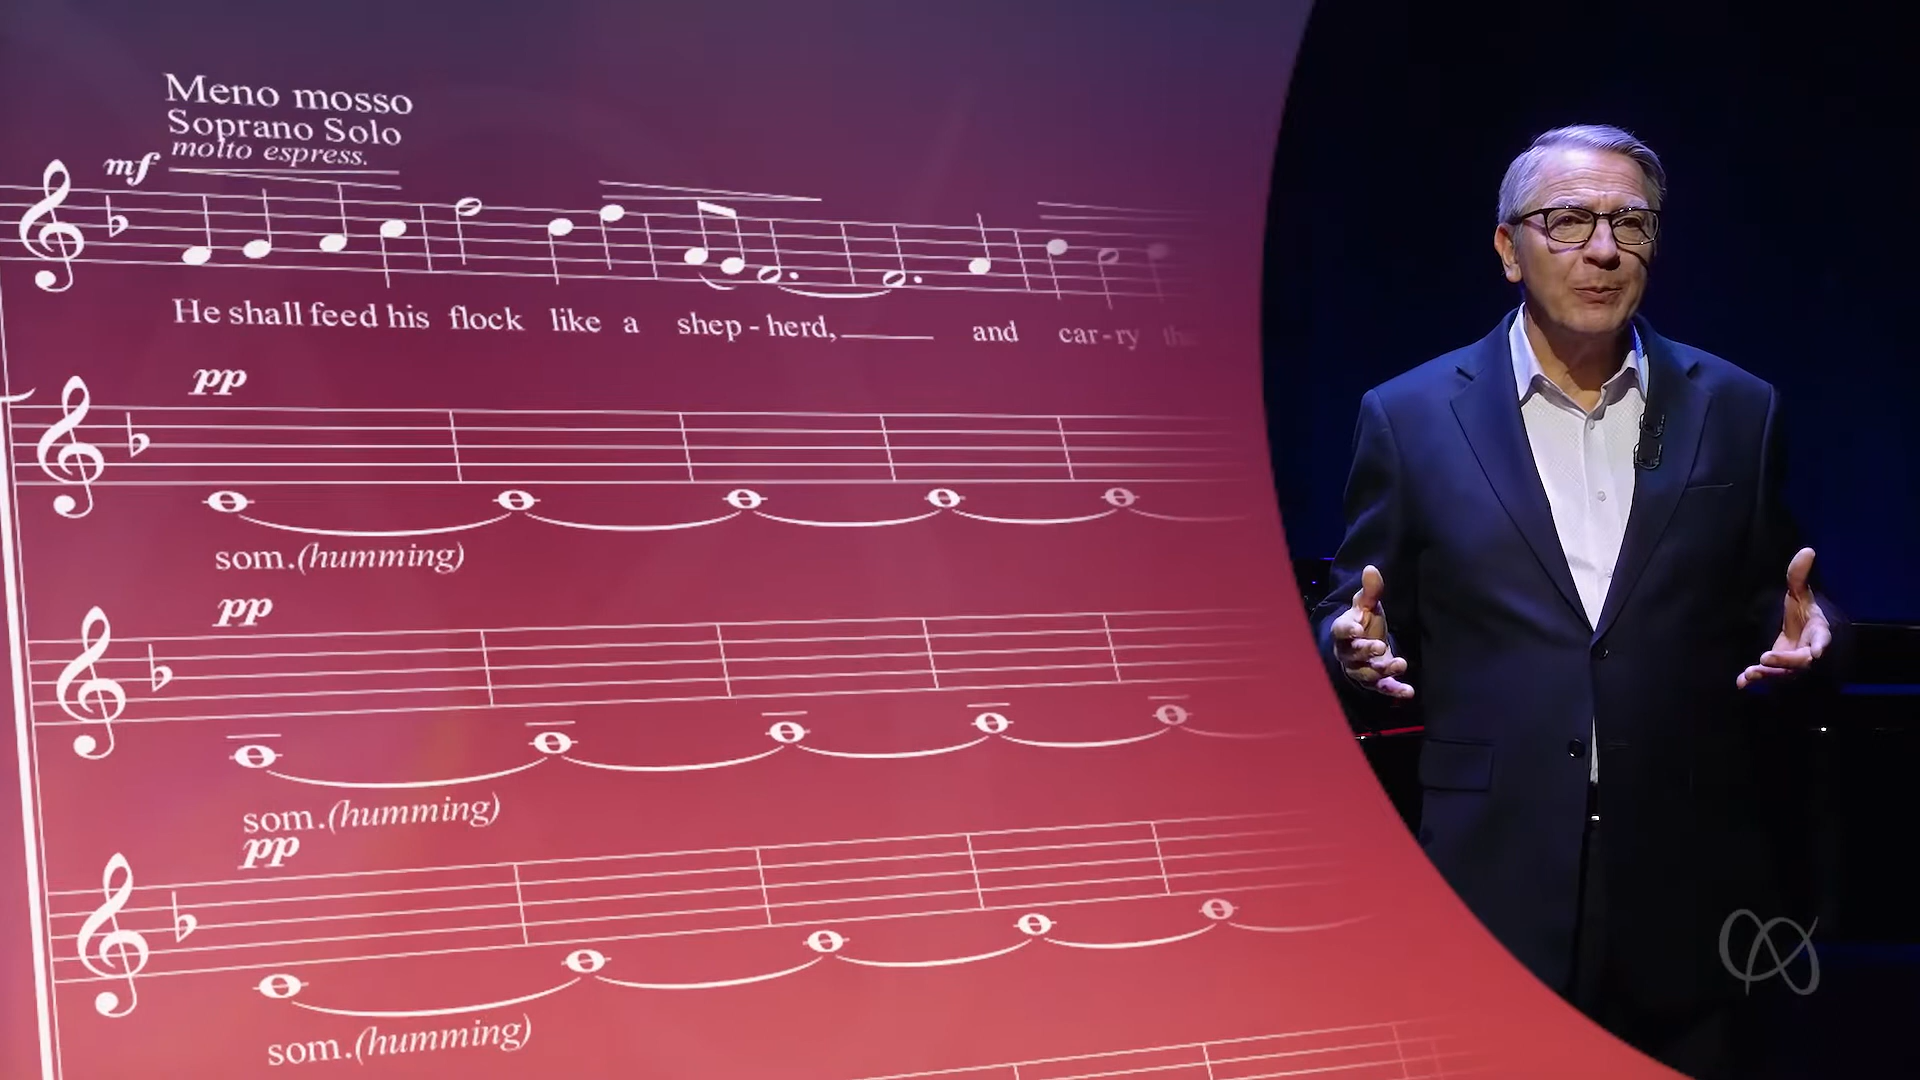 Meno mosso
Soprano Solo
molto espress.
mf
He shall feed his flock like a shep - herd, and car - ry
pp
som. (humming)
pp
som. (humming)
pp
som. (humming)